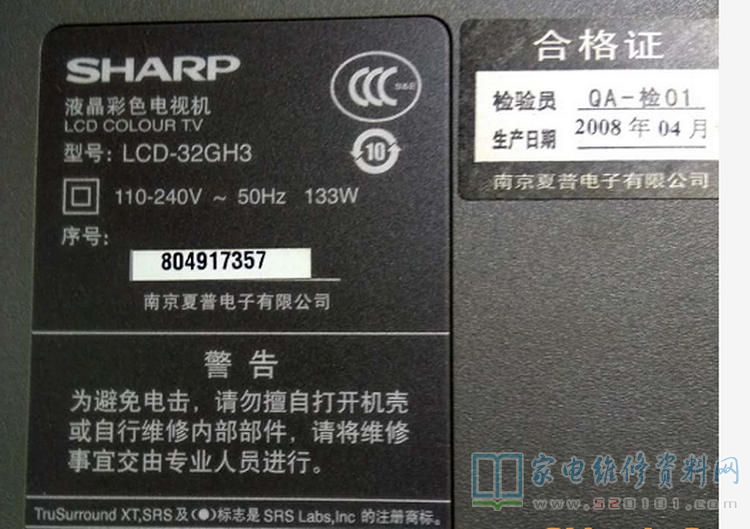 SHARP
液晶彩色电视机
LCD COLOUR TV
型号: LCD-32GH3
S&E
10
110-240V ~ 50Hz 133W
序号:
804917357
南京夏普电子有限公司
警告
为避免电击，请勿擅自打开机壳
或自行维修内部部件，请将维修
事宜交由专业人员进行。
TruSurround XT,SRS 及(●)标志是 SRS Labs,Inc 的注册商标。
合格证
检验员 QA-检01
生产日期 2008 年 04 月
南京夏普电子有限公司
家电维修资料网
www.520101.com